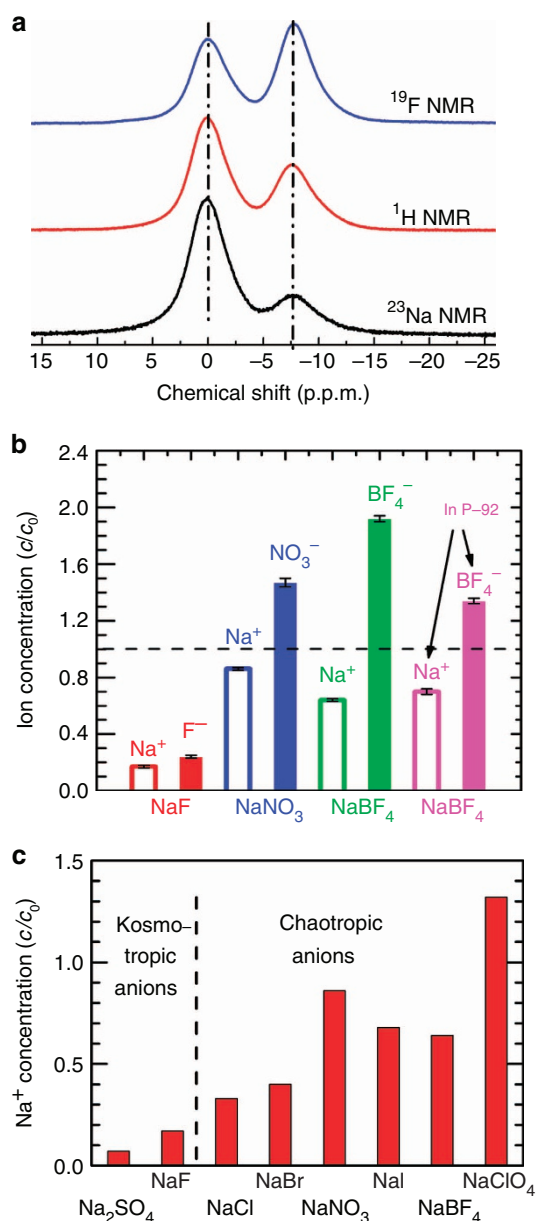 a
¹⁹F NMR
¹H NMR
²³Na NMR
15 10 5 0 −5 −10 −15 −20 −25
Chemical shift (p.p.m.)
b
Ion concentration (c/c₀)
2.4
2.0
1.6
1.2
0.8
0.4
0.0
BF₄⁻
In P–92
NO₃⁻
BF₄⁻
Na⁺
Na⁺
Na⁺
Na⁺
F⁻
NaF NaNO₃ NaBF₄ NaBF₄
c
Na⁺ concentration (c/c₀)
1.5
1.0
0.5
0.0
Kosmo–
tropic
anions
Chaotropic
anions
NaF NaBr NaI NaClO₄
Na₂SO₄ NaCl NaNO₃ NaBF₄